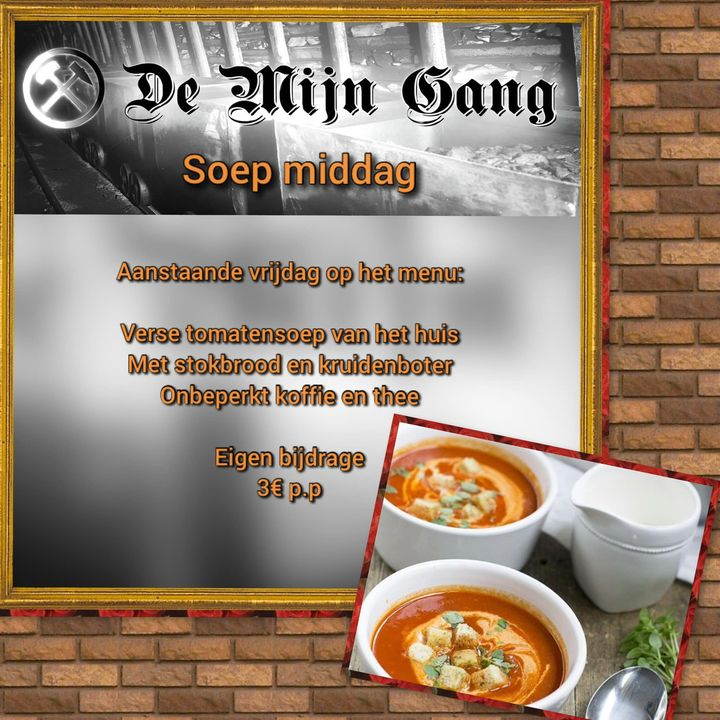 De Mijn Gang
Soep middag
Aanstaande vrijdag op het menu:
Verse tomatensoep van het huis
Met stokbrood en kruidenboter
Onbeperkt koffie en thee
Eigen bijdrage
3€ p.p